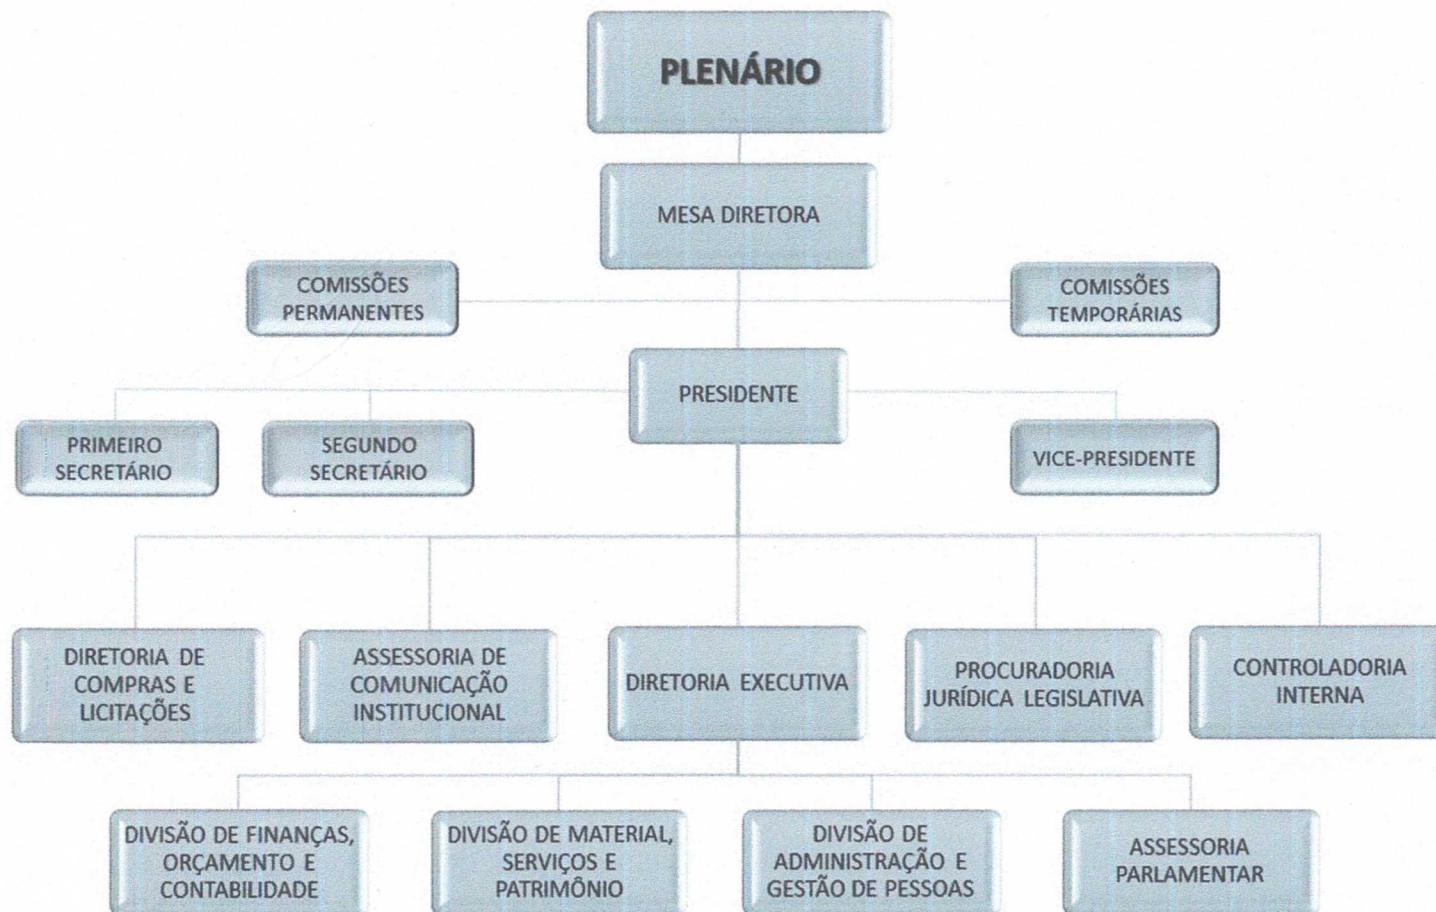 PLENÁRIO
MESA DIRETORA
COMISSÕES
PERMANENTES
COMISSÕES
TEMPORÁRIAS
PRESIDENTE
PRIMEIRO
SECRETÁRIO
SEGUNDO
SECRETÁRIO
VICE-PRESIDENTE
DIRETORIA DE
COMPRAS E
LICITAÇÕES
ASSESSORIA DE
COMUNICAÇÃO
INSTITUCIONAL
DIRETORIA EXECUTIVA
PROCURADORIA
JURÍDICA LEGISLATIVA
CONTROLADORIA
INTERNA
DIVISÃO DE FINANÇAS,
ORÇAMENTO E
CONTABILIDADE
DIVISÃO DE MATERIAL,
SERVIÇOS E
PATRIMÔNIO
DIVISÃO DE
ADMINISTRAÇÃO E
GESTÃO DE PESSOAS
ASSESSORIA
PARLAMENTAR